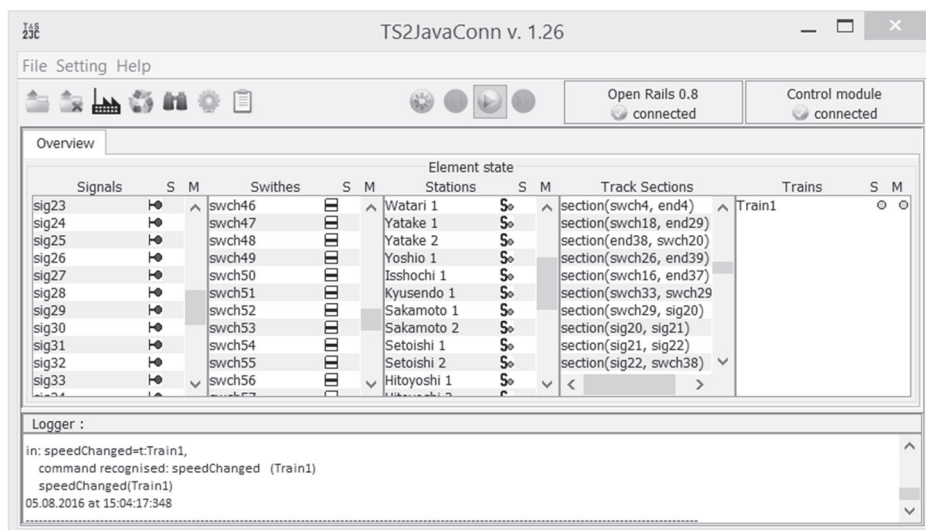 TS2JavaConn v. 1.26
File Setting Help
Open Rails 0.8
connected
Control module
connected
Overview
Element state
Signals S M Swithes S M Stations S M Track Sections Trains S M
sig23 swch46 Watari 1 section(swch4, end4) Train1
sig24 swch47 Yatake 1 section(swch18, end29)
sig25 swch48 Yatake 2 section(end38, swch20)
sig26 swch49 Yoshio 1 section(swch26, end39)
sig27 swch50 Isshochi 1 section(swch16, end37)
sig28 swch51 Kyusendo 1 section(swch33, swch29
sig29 swch52 Sakamoto 1 section(swch29, sig20)
sig30 swch53 Sakamoto 2 section(sig20, sig21)
sig31 swch54 Setoishi 1 section(sig21, sig22)
sig32 swch55 Setoishi 2 section(sig22, swch38)
sig33 swch56 Hitoyoshi 1
Logger :
in: speedChanged=t:Train1,
command recognised: speedChanged (Train1)
speedChanged(Train1)
05.08.2016 at 15:04:17:348